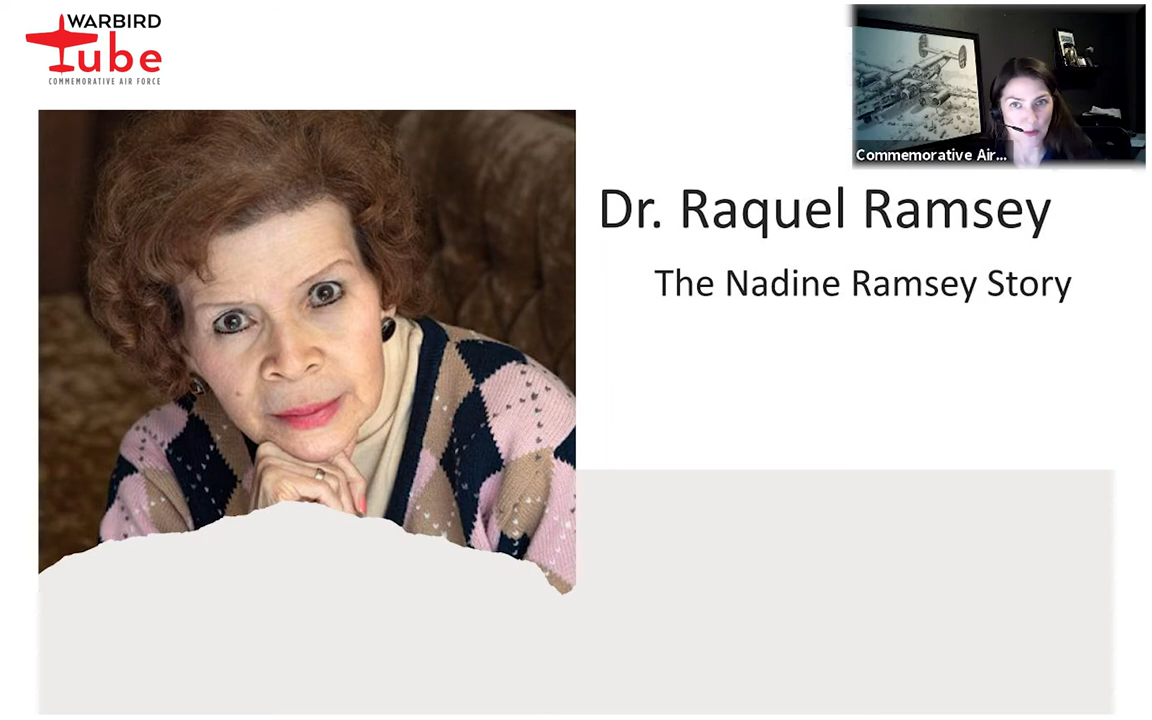 WARBIRD
Tube
COMMEMORATIVE AIR FORCE
Commemorative Air...
Dr. Raquel Ramsey
The Nadine Ramsey Story